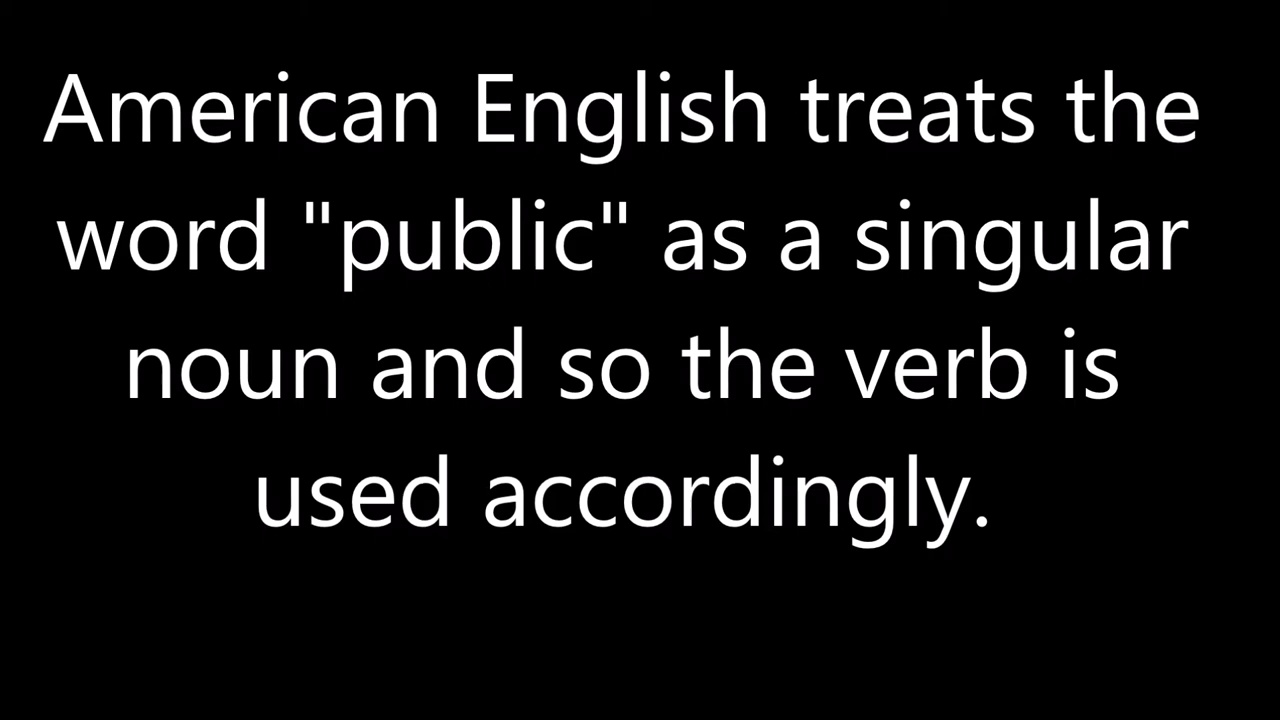 American English treats the
word "public" as a singular
noun and so the verb is
used accordingly.